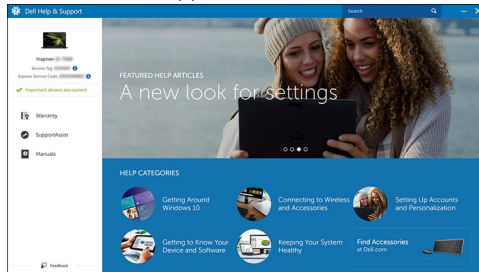 Dell Help & Support
Search
Inspiron
Service Tag
Express Service Code
Important drivers are current
Warranty
SupportAssist
Manuals
Feedback
FEATURED HELP ARTICLES
A new look for settings
HELP CATEGORIES
Getting Around
Windows 10
Connecting to Wireless
and Accessories
Setting Up Accounts
and Personalization
Getting to Know Your
Device and Software
Keeping Your System
Healthy
Find Accessories
at Dell.com